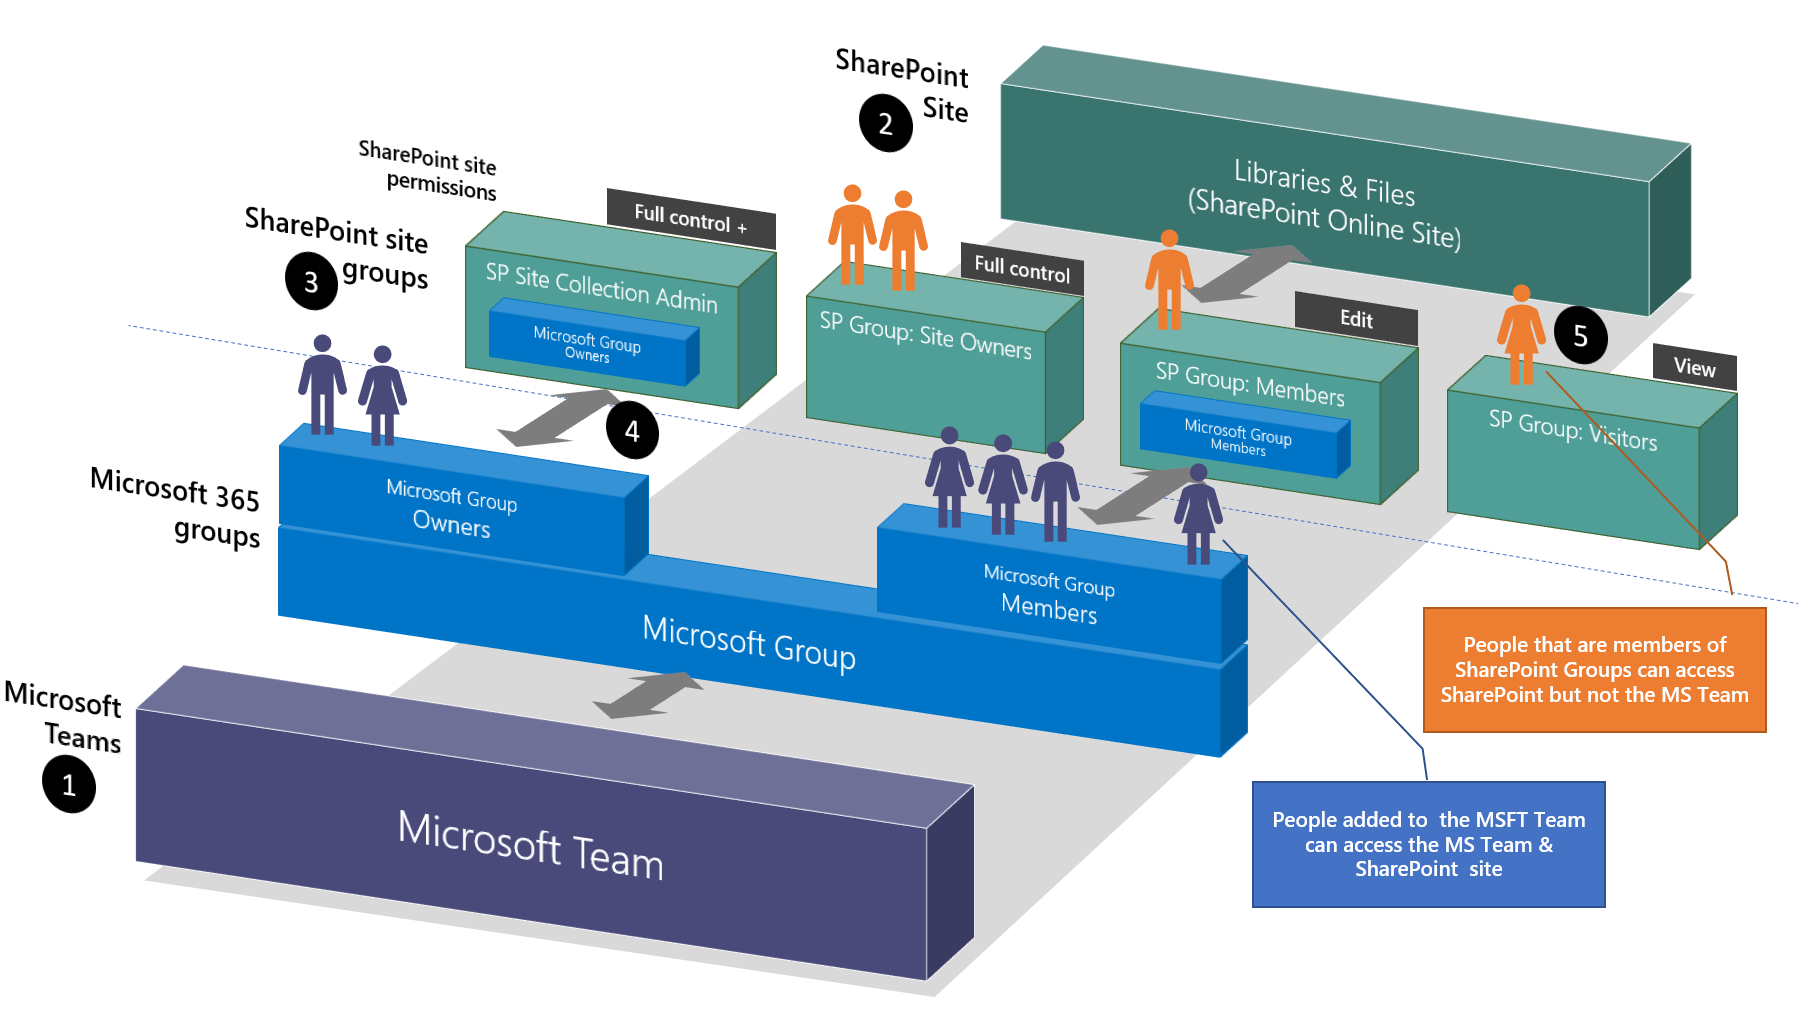 SharePoint
Site
2
Libraries & Files
(SharePoint Online Site)
SharePoint site
permissions
SharePoint site
groups
3
Full control +
SP Site Collection Admin
Microsoft Group
Owners
Full control
SP Group: Site Owners
Edit
SP Group: Members
Microsoft Group
Members
5
View
SP Group: Visitors
4
Microsoft 365
groups
Microsoft Group
Owners
Microsoft Group
Members
Microsoft Group
People that are members of
SharePoint Groups can access
SharePoint but not the MS Team
Microsoft
Teams
1
Microsoft Team
People added to  the MSFT Team
can access the MS Team &
SharePoint  site